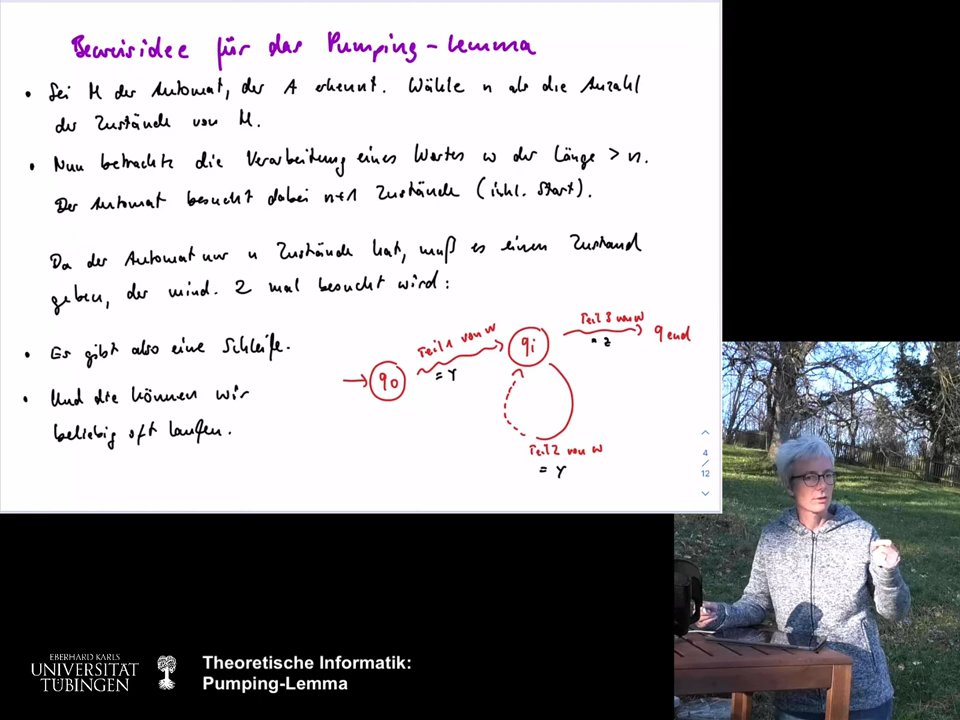 Beweisidee für das Pumping-Lemma
• Sei M der Automat, der A erkennt. Wähle n als die Anzahl
der Zustände von M.
• Nun betrachte die Verarbeitung eines Wortes w der Länge > n.
Der Automat besucht dabei n+1 Zustände (inkl. Start).
Da der Automat nur n Zustände hat, muß es einen Zustand
geben, der mind. 2 mal besucht wird:
• Es gibt also eine Schleife.
• Und die können wir
beliebig oft laufen.
q0
Teil 1 von w
= Y
qi
Teil 3 von w
= z
q end
Teil 2 von w
= Y
4
/
12
EBERHARD KARLS
UNIVERSITÄT
TÜBINGEN
Theoretische Informatik:
Pumping-Lemma